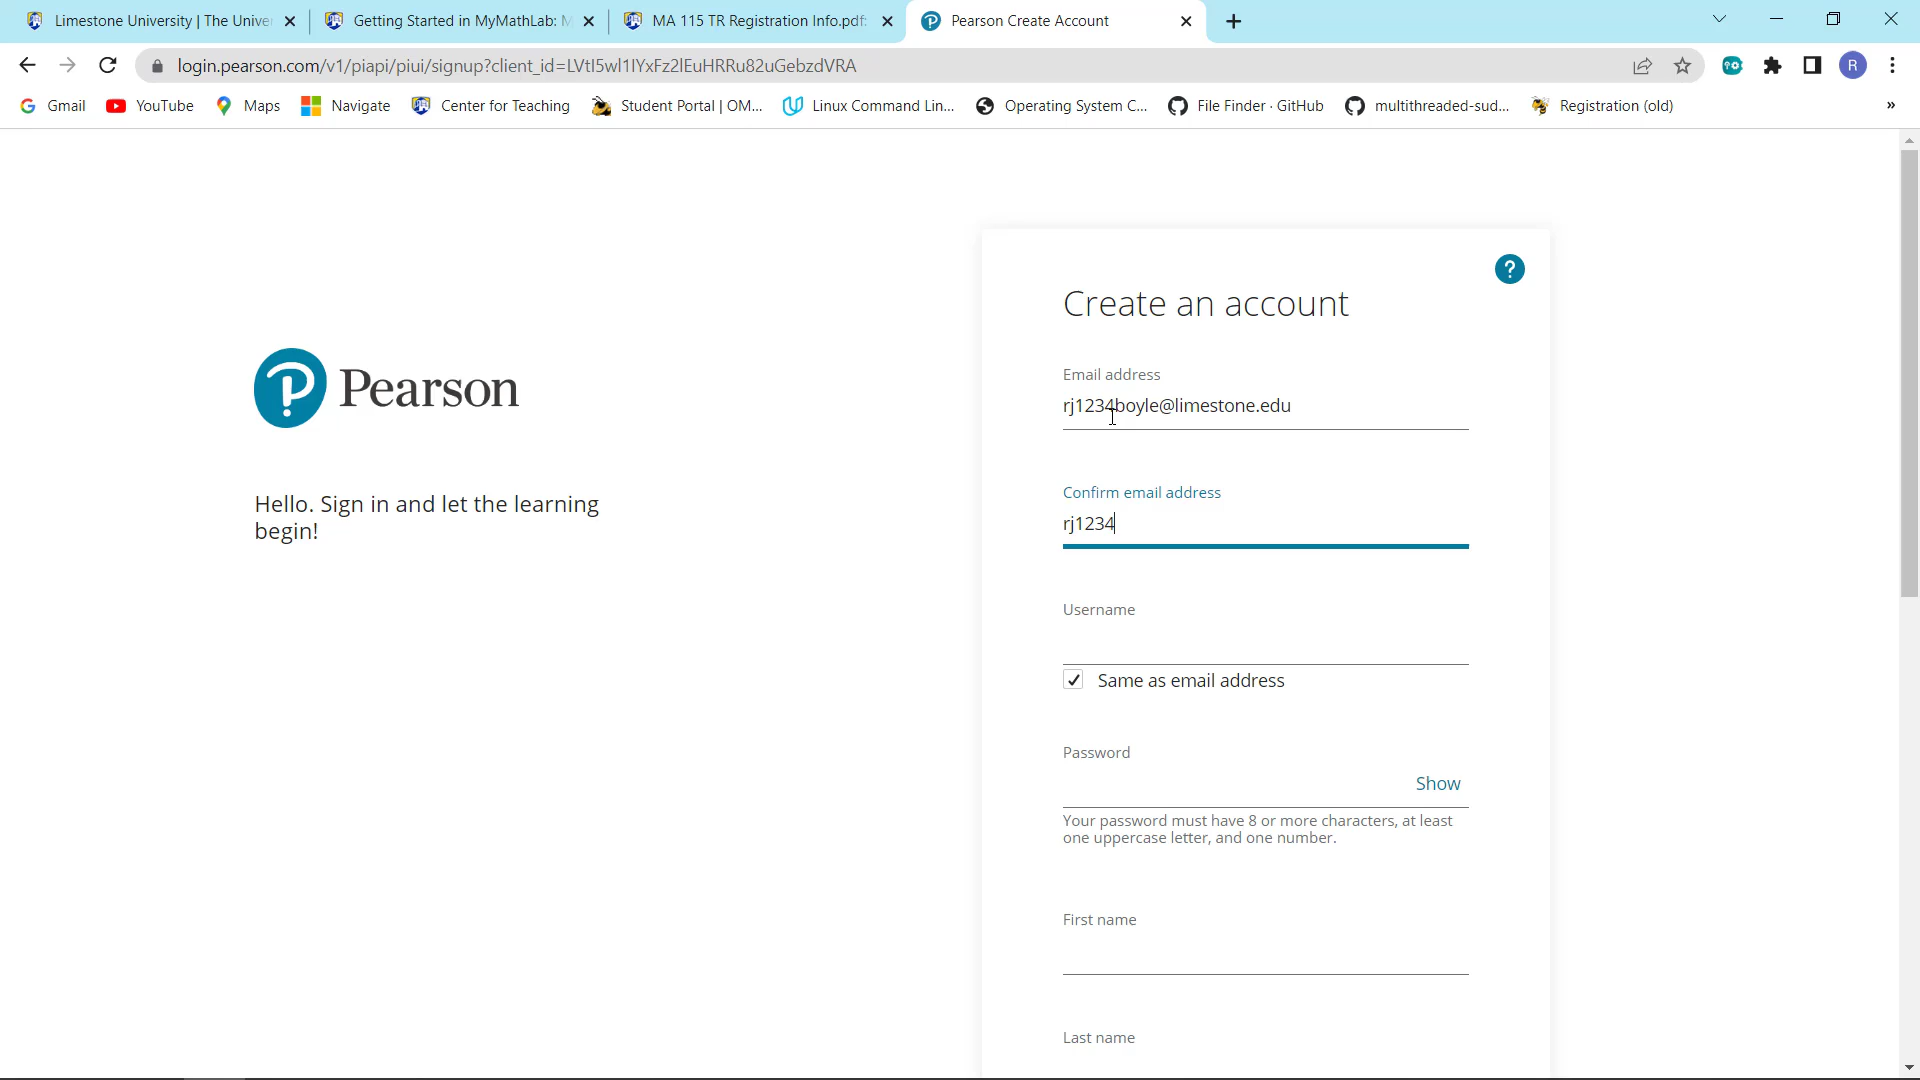 Limestone University | The Univer
Getting Started in MyMathLab: M
MA 115 TR Registration Info.pdf:
Pearson Create Account
login.pearson.com/v1/piapi/piui/signup?client_id=LVtI5wl1IYxFz2lEuHRRu82uGebzdVRA
R
Gmail
YouTube
Maps
Navigate
Center for Teaching
Student Portal | OM...
Linux Command Lin...
Operating System C...
File Finder · GitHub
multithreaded-sud...
Registration (old)
»
?
Create an account
Email address
rj1234boyle@limestone.edu
Pearson
Confirm email address
rj1234
Hello. Sign in and let the learning
begin!
Username
Same as email address
Password
Show
Your password must have 8 or more characters, at least
one uppercase letter, and one number.
First name
Last name